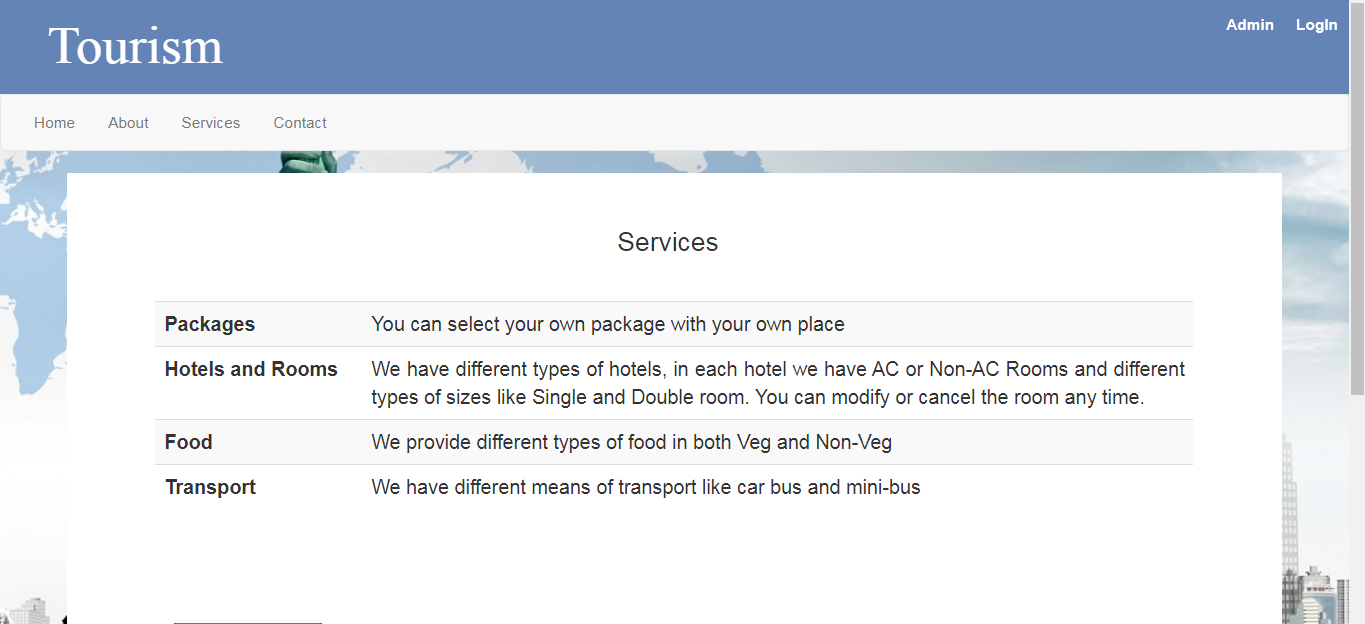 Tourism
Admin LogIn
Home About Services Contact
Services
Packages You can select your own package with your own place
Hotels and Rooms We have different types of hotels, in each hotel we have AC or Non-AC Rooms and different
types of sizes like Single and Double room. You can modify or cancel the room any time.
Food We provide different types of food in both Veg and Non-Veg
Transport We have different means of transport like car bus and mini-bus